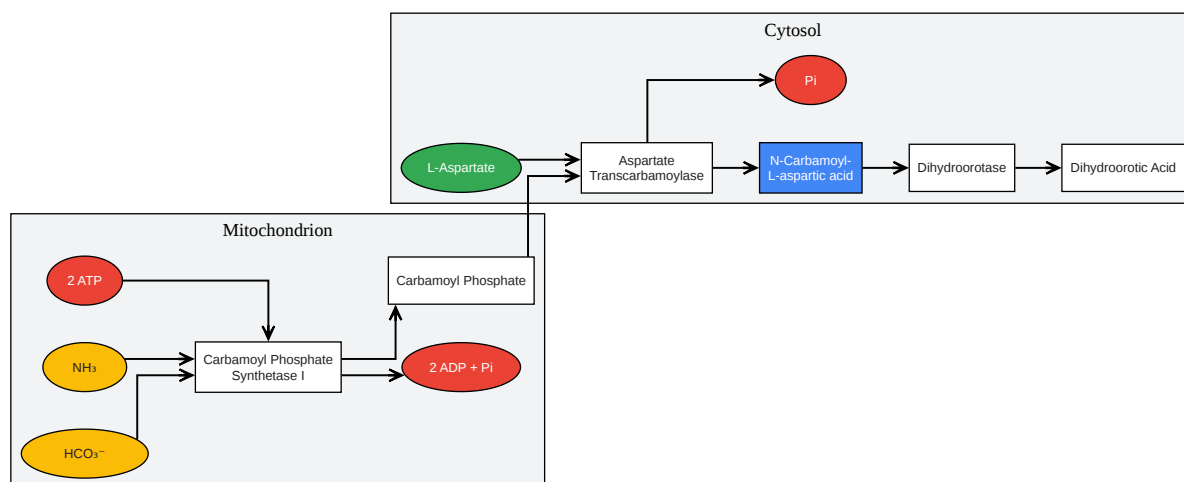 Cytosol
Pi
L-Aspartate
Aspartate
Transcarbamoylase
N-Carbamoyl-
L-aspartic acid
Dihydroorotase
Dihydroorotic Acid
Mitochondrion
2 ATP
Carbamoyl Phosphate
NH₃
Carbamoyl Phosphate
Synthetase I
2 ADP + Pi
HCO₃⁻